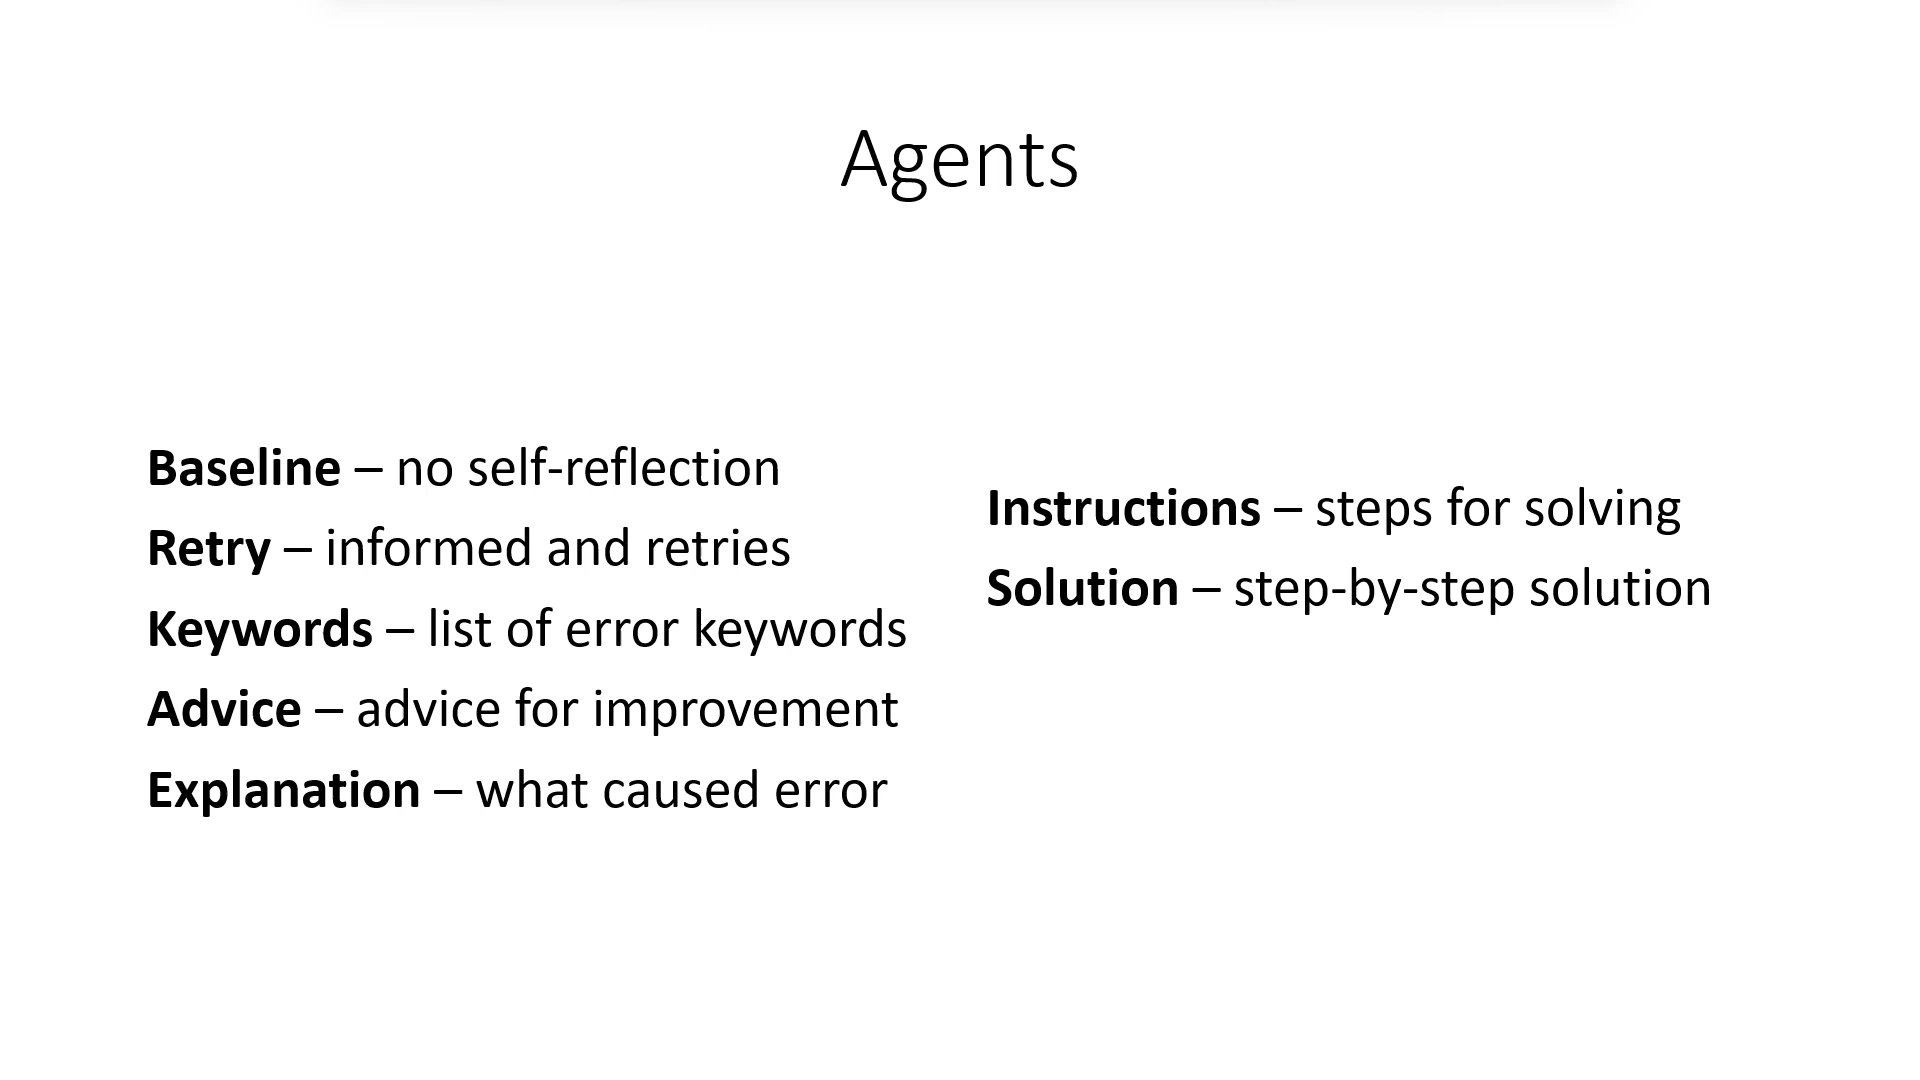 Agents
Baseline – no self-reflection
Retry – informed and retries
Keywords – list of error keywords
Advice – advice for improvement
Explanation – what caused error
Instructions – steps for solving
Solution – step-by-step solution